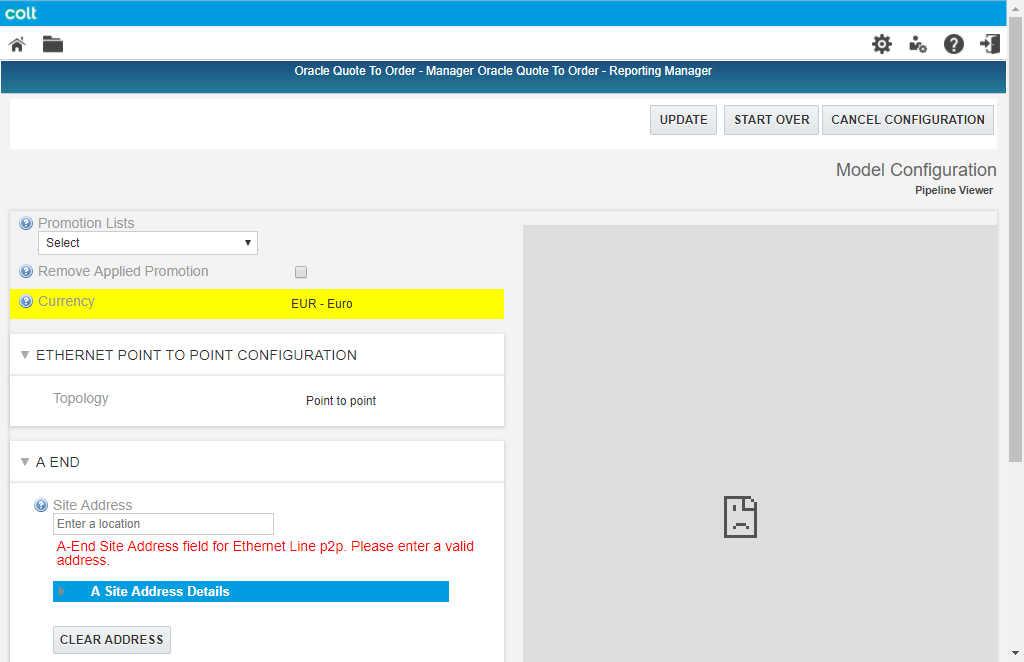 colt
Oracle Quote To Order - Manager Oracle Quote To Order - Reporting Manager
UPDATE
START OVER
CANCEL CONFIGURATION
Model Configuration
Pipeline Viewer
Promotion Lists
Select
Remove Applied Promotion
Currency
EUR - Euro
ETHERNET POINT TO POINT CONFIGURATION
Topology
Point to point
A END
Site Address
Enter a location
A-End Site Address field for Ethernet Line p2p. Please enter a valid
address.
A Site Address Details
CLEAR ADDRESS